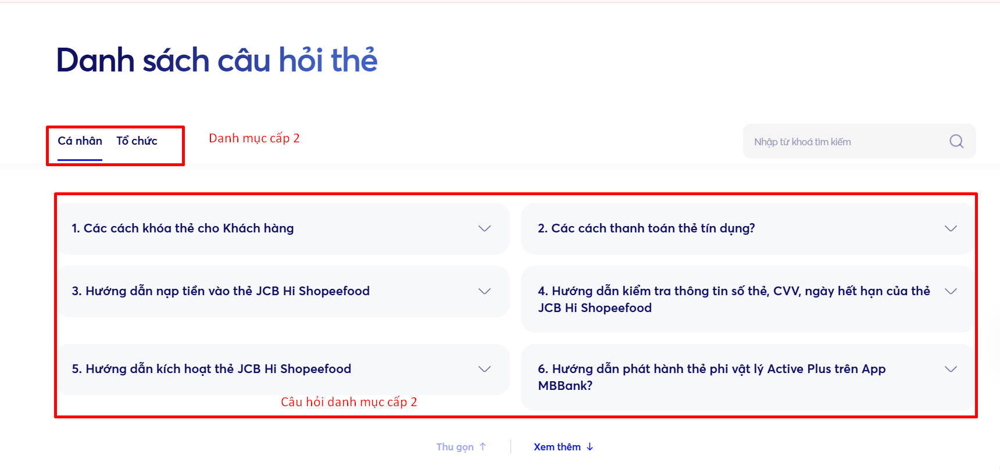 Danh sách câu hỏi thẻ
Cá nhân Tổ chức
Danh mục cấp 2
Nhập từ khoá tìm kiếm
1. Các cách khóa thẻ cho Khách hàng
2. Các cách thanh toán thẻ tín dụng?
3. Hướng dẫn nạp tiền vào thẻ JCB Hi Shopeefood
4. Hướng dẫn kiểm tra thông tin số thẻ, CVV, ngày hết hạn của thẻ
JCB Hi Shopeefood
5. Hướng dẫn kích hoạt thẻ JCB Hi Shopeefood
6. Hướng dẫn phát hành thẻ phi vật lý Active Plus trên App
MBBank?
Câu hỏi danh mục cấp 2
Thu gọn
Xem thêm